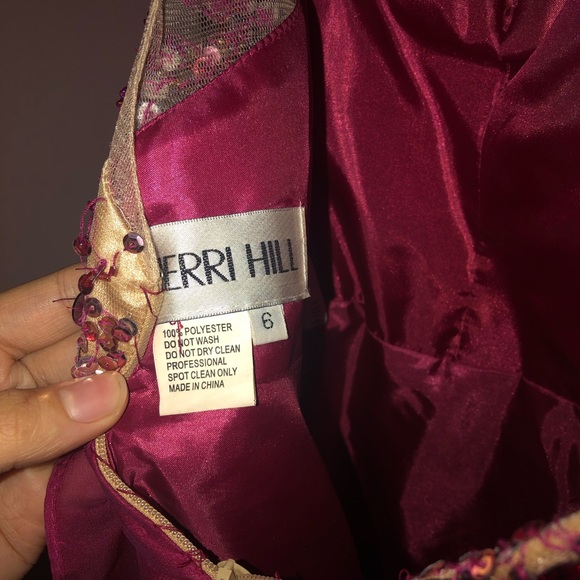 ERRI HILL
6
100% POLYESTER
DO NOT WASH
DO NOT DRY CLEAN
PROFESSIONAL
SPOT CLEAN ONLY
MADE IN CHINA